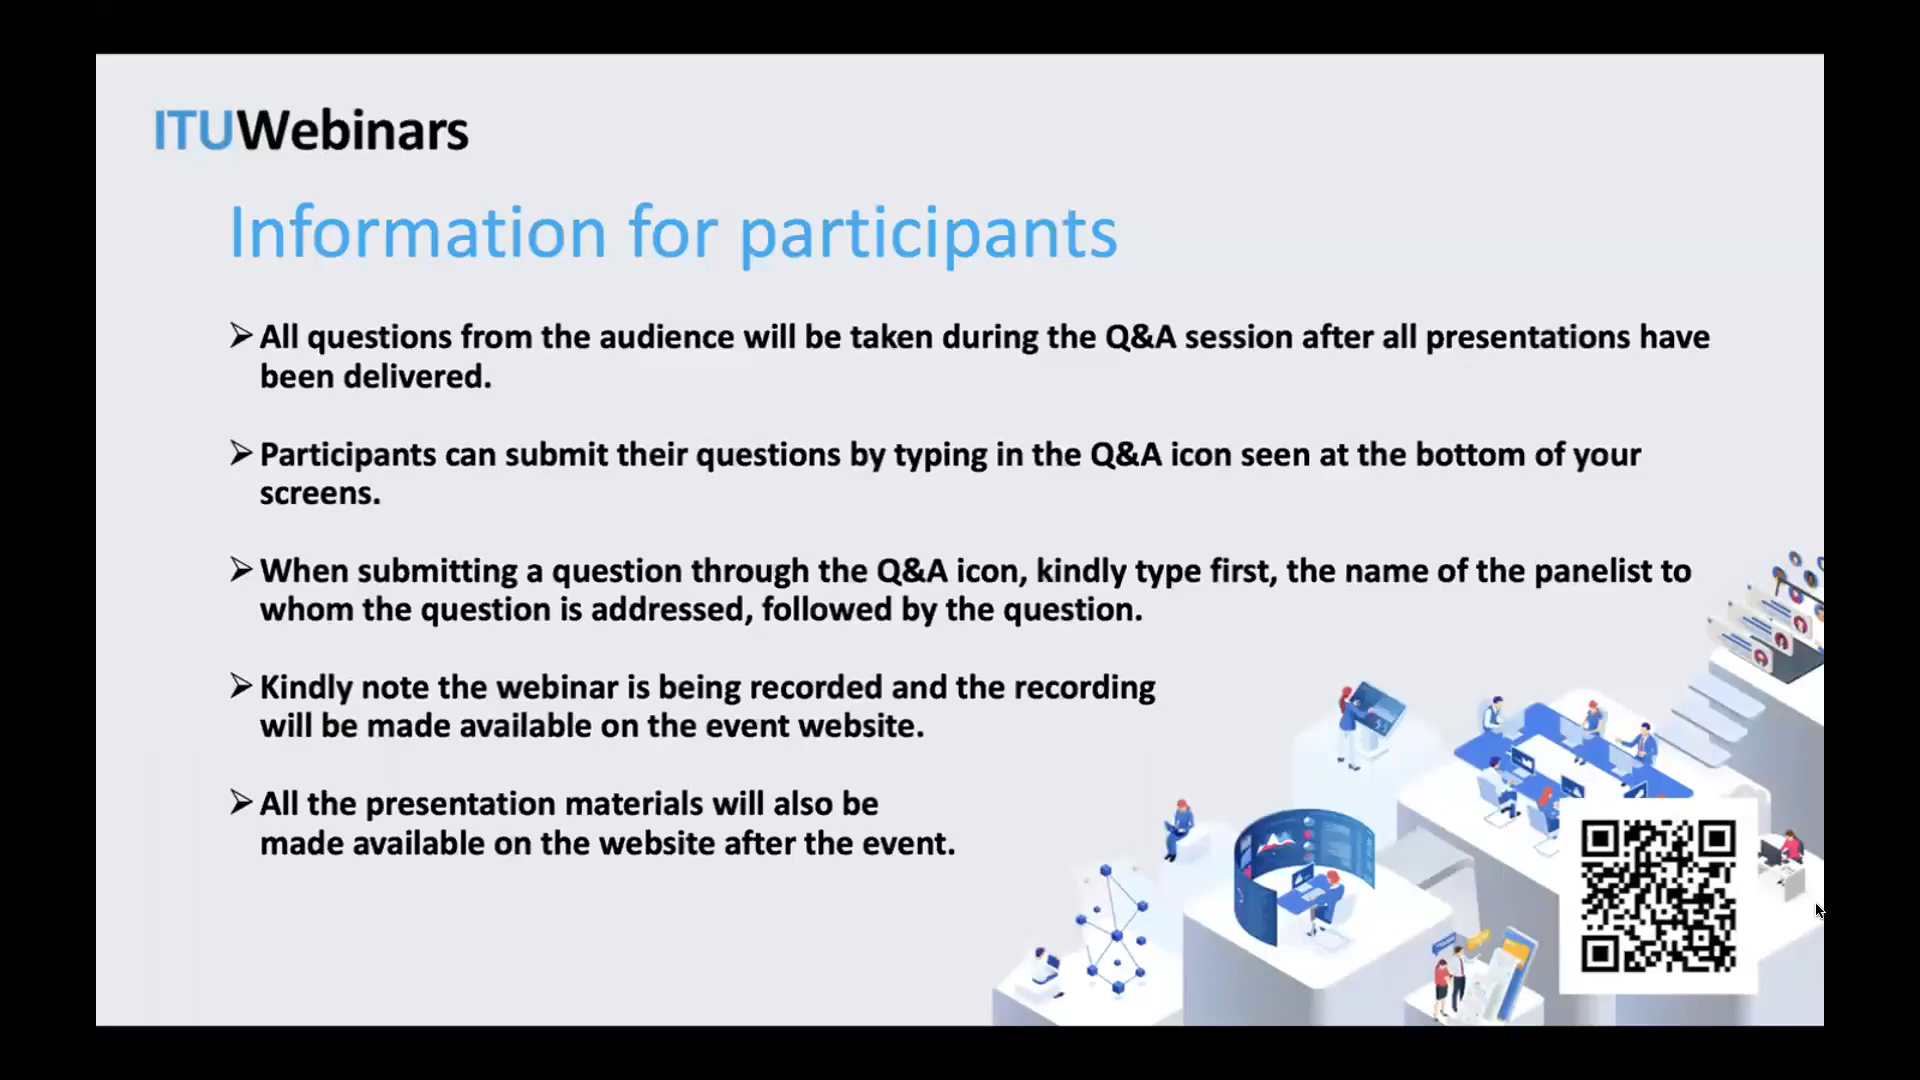 ITUWebinars
Information for participants
➢ All questions from the audience will be taken during the Q&A session after all presentations have
been delivered.
➢ Participants can submit their questions by typing in the Q&A icon seen at the bottom of your
screens.
➢ When submitting a question through the Q&A icon, kindly type first, the name of the panelist to
whom the question is addressed, followed by the question.
➢ Kindly note the webinar is being recorded and the recording
will be made available on the event website.
➢ All the presentation materials will also be
made available on the website after the event.